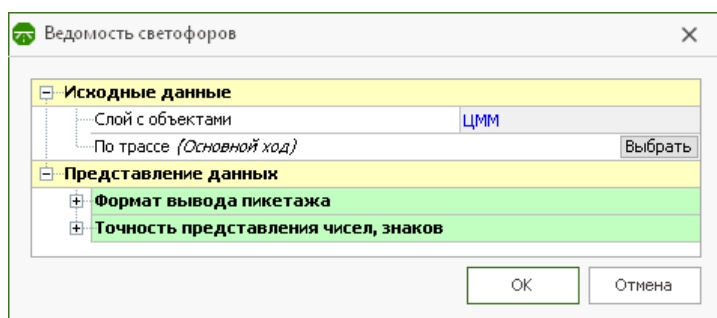 Ведомость светофоров
Исходные данные
Слой с объектами ЦММ
По трассе (Основной ход) Выбрать
Представление данных
Формат вывода пикетажа
Точность представления чисел, знаков
OK Отмена